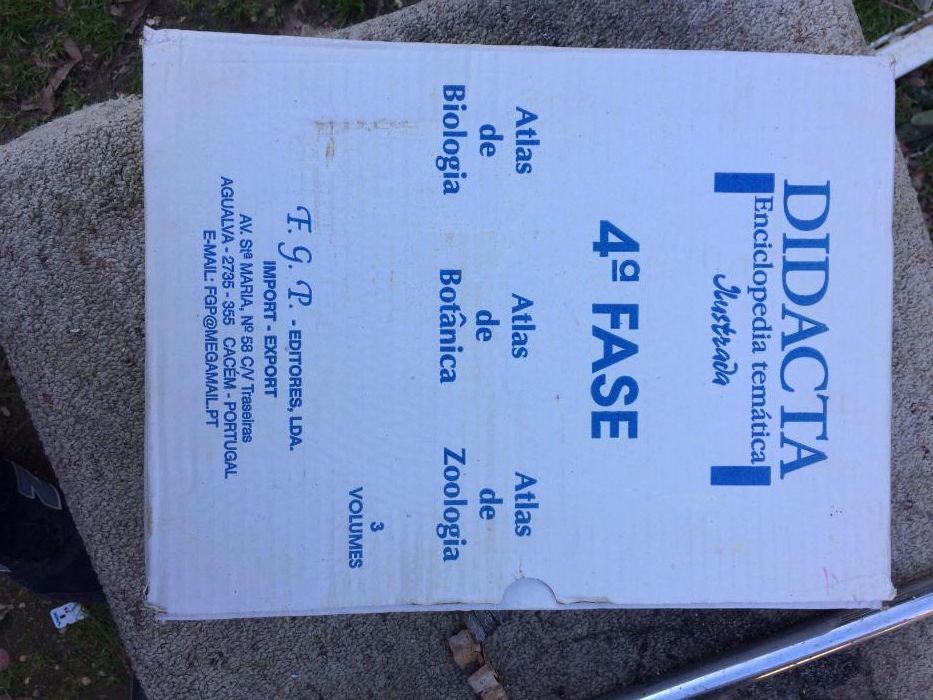 DIDACTA
Enciclopedia temática
Ilustrada
4ª FASE
Atlas
de
Biologia
Atlas
de
Botânica
Atlas
de
Zoologia
3
VOLUMES
F. G. P. - EDITORES, LDA.
IMPORT - EXPORT
AV. Stª MARIA, Nº 58 C/V Traseiras
AGUALVA - 2735 - 355 CACÉM - PORTUGAL
E-MAIL: FGP@MEGAMAIL.PT